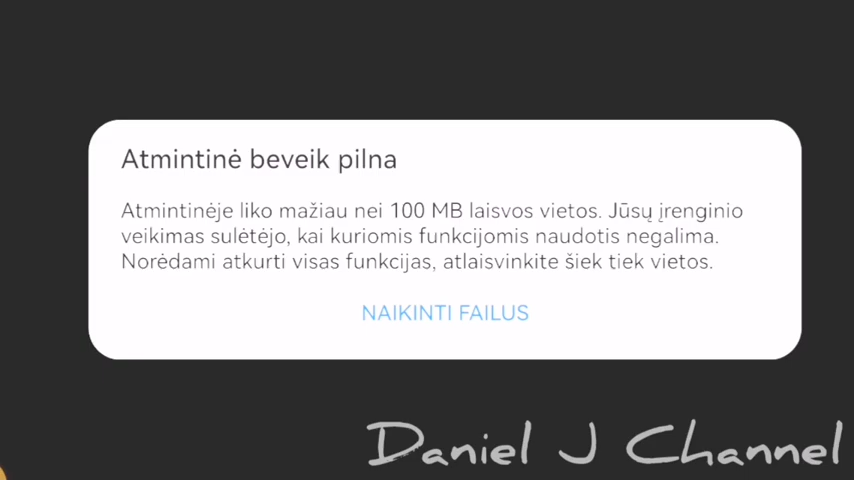 Atmintinė beveik pilna
Atmintinėje liko mažiau nei 100 MB laisvos vietos. Jūsų įrenginio
veikimas sulėtėjo, kai kuriomis funkcijomis naudotis negalima.
Norėdami atkurti visas funkcijas, atlaisvinkite šiek tiek vietos.
NAIKINTI FAILUS
Daniel J Channel